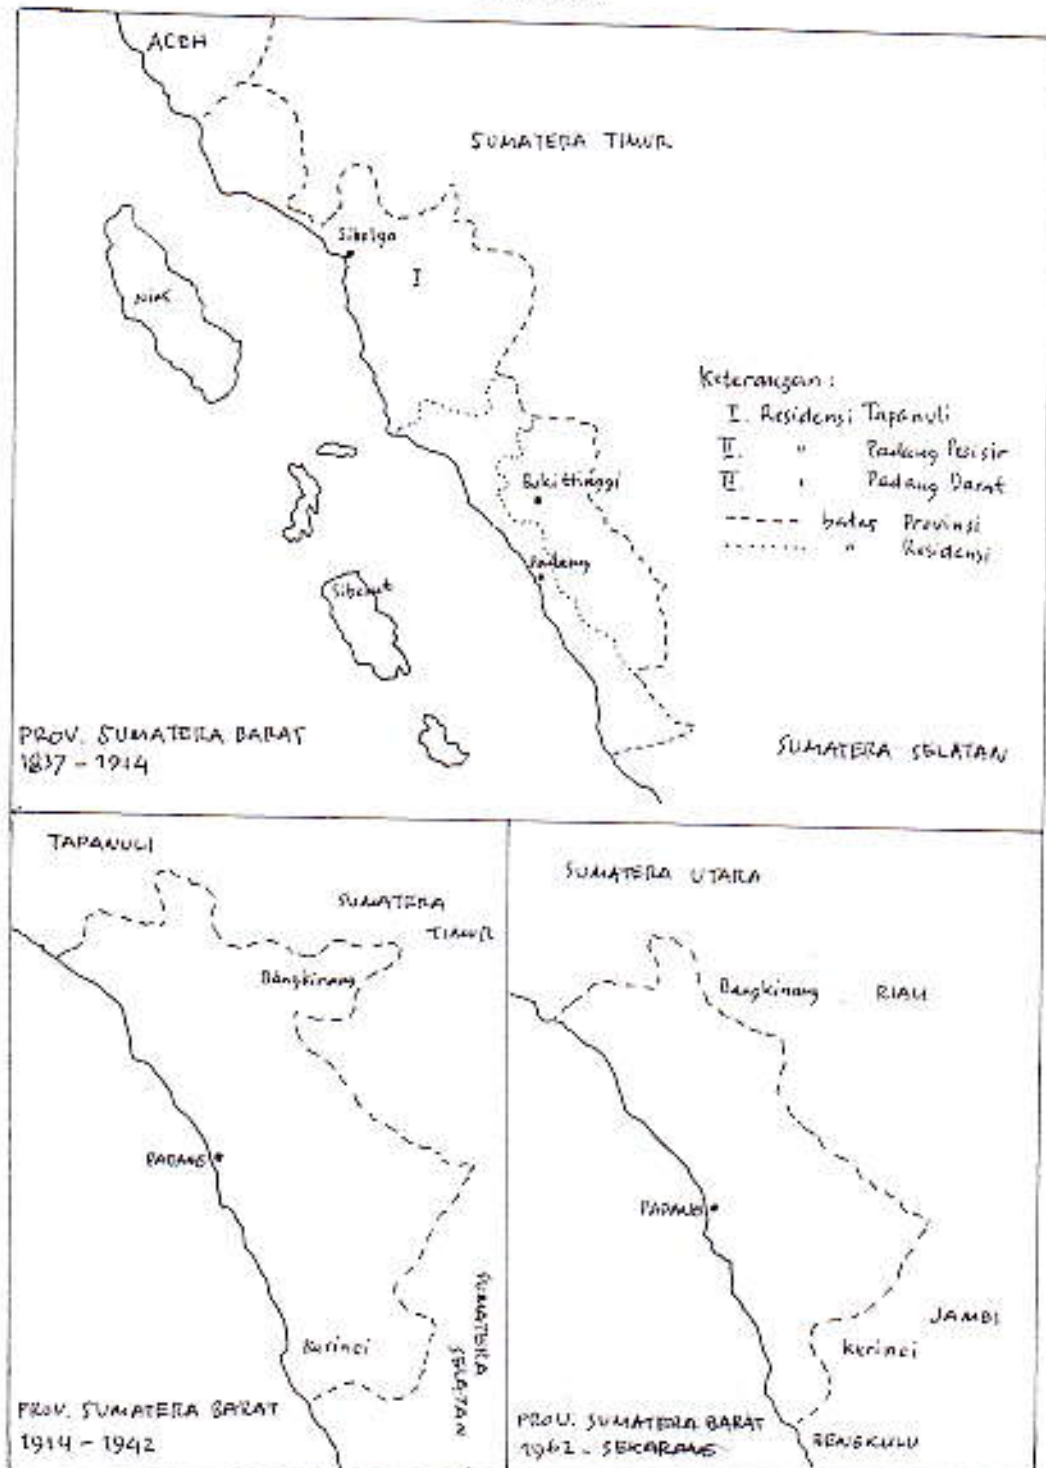 ACEH
SUMATERA TIMUR
Sibolga
I
NIAS
Keterangan:
I. Residensi Tapanuli
II. " Padang Pesisir
III. " Padang Darat
----- batas Provinsi
........ " Residensi
Bukittinggi
Padang
Siberut
PROV. SUMATERA BARAT
1837 - 1914
SUMATERA SELATAN
TAPANULI
SUMATERA
TIMUR
Bangkinang
PADANG
SUMATERA
SELATAN
Kerinci
PROV. SUMATERA BARAT
1914 - 1942
SUMATERA UTARA
Bangkinang
RIAU
PADANG
JAMBI
Kerinci
PROV. SUMATERA BARAT
1962 - SEKARANG
BENGKULU